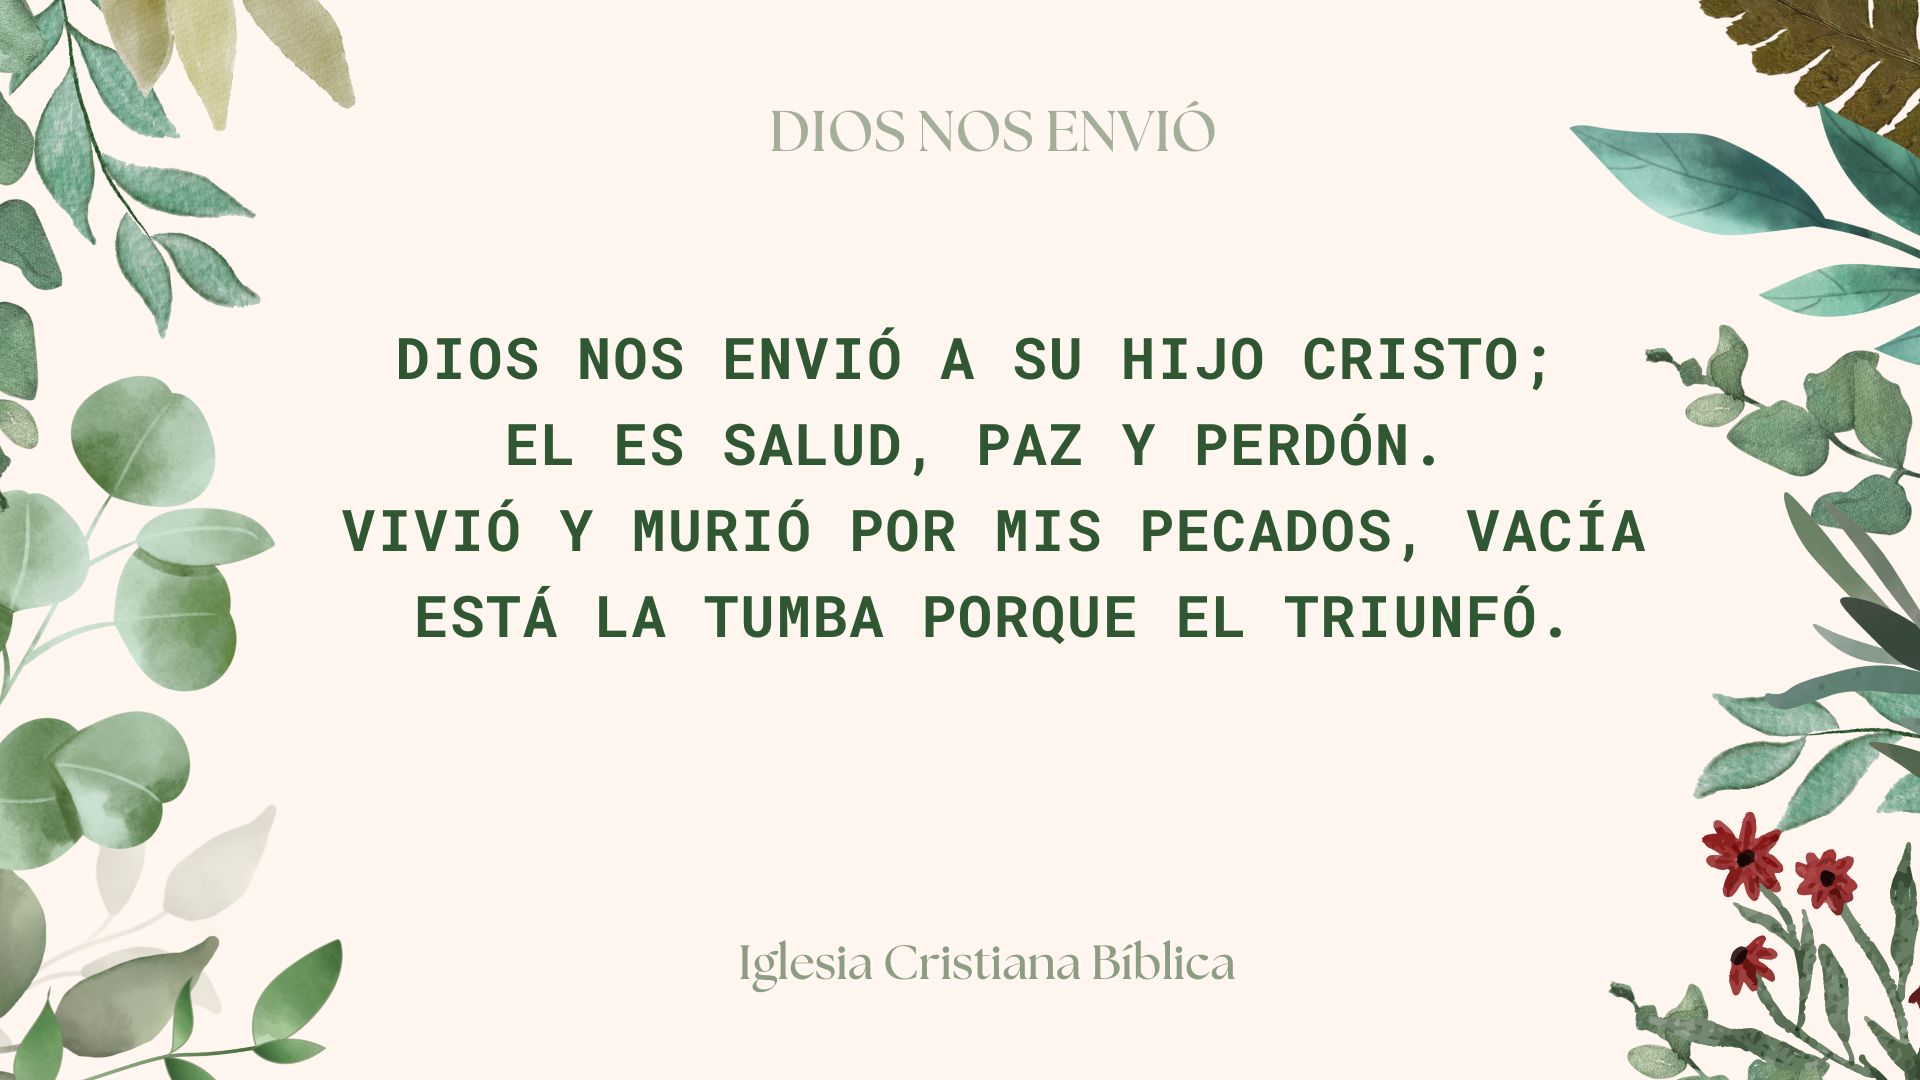 DIOS NOS ENVIÓ
DIOS NOS ENVIÓ A SU HIJO CRISTO;
EL ES SALUD, PAZ Y PERDÓN.
VIVIÓ Y MURIÓ POR MIS PECADOS, VACÍA
ESTÁ LA TUMBA PORQUE EL TRIUNFÓ.
Iglesia Cristiana Bíblica